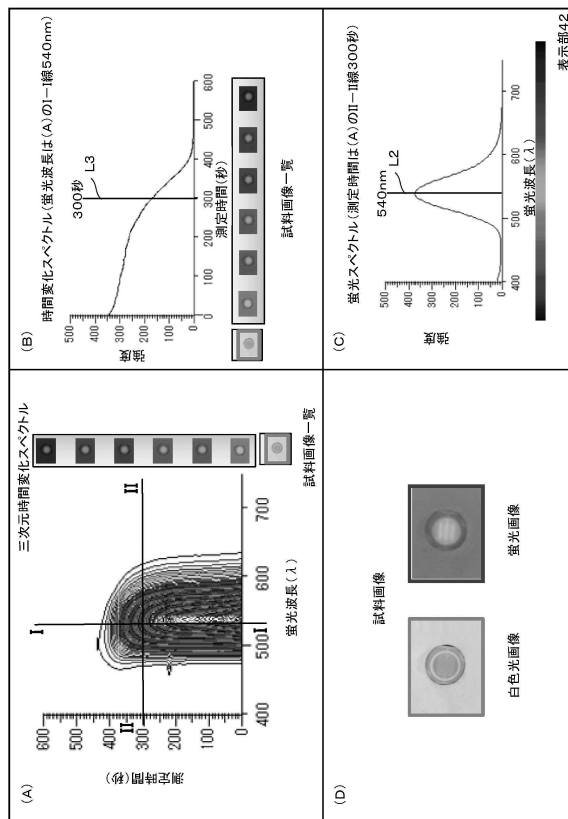 (A)
三次元時間変化スペクトル
測定時間(秒)
600
500
400
300
200
100
0
I
II
II
I
400
500
600
700
蛍光波長(λ)
試料画像一覧
(B)
時間変化スペクトル(蛍光波長は(A)のI-I線540nm)
強度
500
400
300
200
100
0
300秒
L3
0
100
200
300
400
500
600
測定時間(秒)
試料画像一覧
(D)
試料画像
白色光画像
蛍光画像
(C)
蛍光スペクトル(測定時間は(A)のII-II線300秒)
強度
500
400
300
200
100
0
540nm
L2
400
500
600
700
蛍光波長(λ)
表示部42